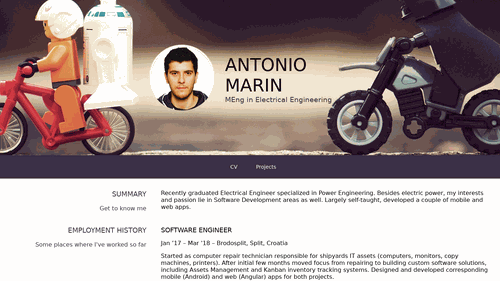 ANTONIO
MARIN
MEng in Electrical Engineering
CV
Projects
SUMMARY
Get to know me
Recently graduated Electrical Engineer specialized in Power Engineering. Besides electric power, my interests
and passion lie in Software Development areas as well. Largely self-taught, developed a couple of mobile and
web apps.
EMPLOYMENT HISTORY
Some places where I've worked so far
SOFTWARE ENGINEER
Jan '17 – Mar '18 – Brodosplit, Split, Croatia
Started as computer repair technician responsible for shipyards IT assets (computers, monitors, copy
machines, printers). After initial few months moved focus from repairing to building custom software solutions,
including Assets Management and Kanban inventory tracking systems. Designed and developed corresponding
mobile (Android) and web (Angular) apps for both projects.